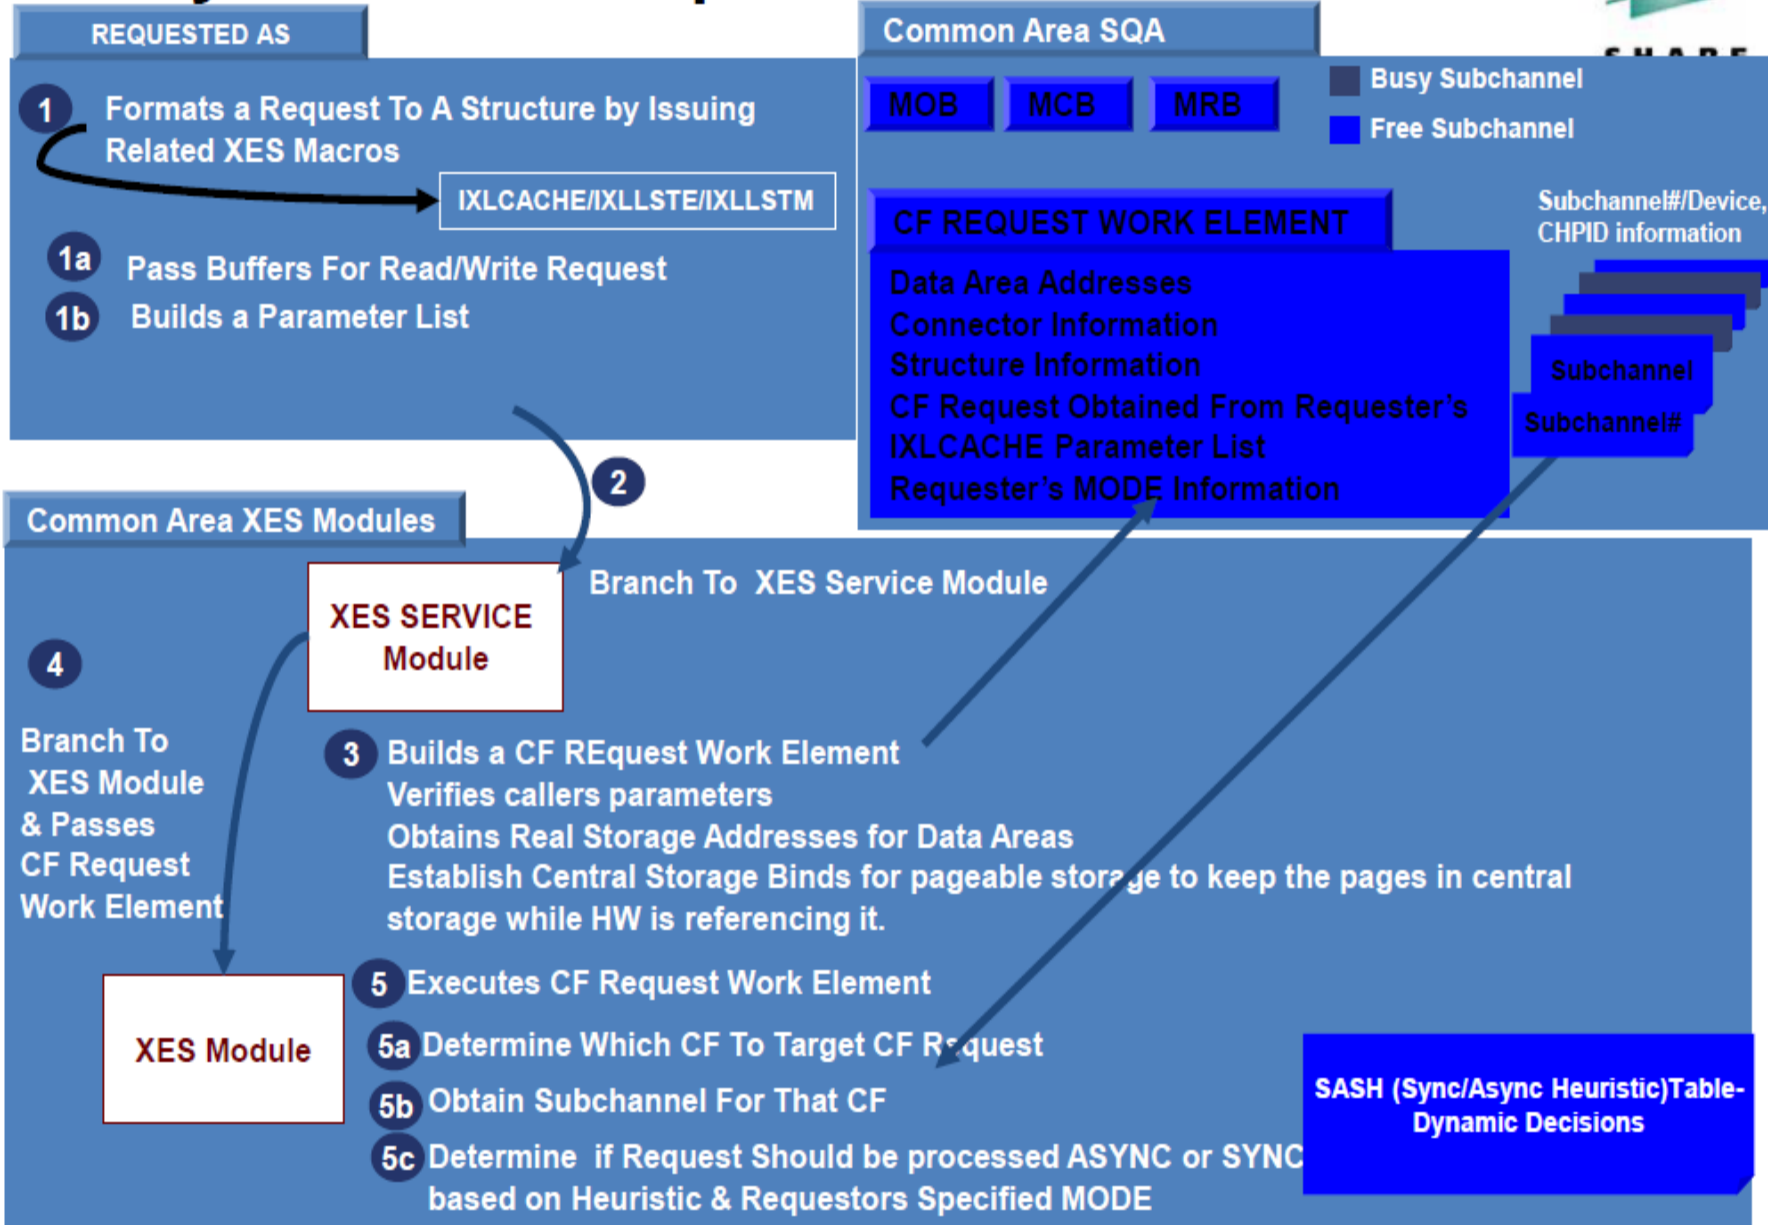 REQUESTED AS
1
Formats a Request To A Structure by Issuing
Related XES Macros
IXLCACHE/IXLLSTE/IXLLSTM
1a
Pass Buffers For Read/Write Request
1b
Builds a Parameter List
2
Common Area SQA
MOB
MCB
MRB
Busy Subchannel
Free Subchannel
CF REQUEST WORK ELEMENT
Data Area Addresses
Connector Information
Structure Information
CF Request Obtained From Requester's
IXLCACHE Parameter List
Requester's MODE Information
Subchannel#/Device,
CHPID information
Subchannel
Subchannel#
Common Area XES Modules
XES SERVICE
Module
Branch To XES Service Module
4
Branch To
XES Module
& Passes
CF Request
Work Element
3
Builds a CF REquest Work Element
Verifies callers parameters
Obtains Real Storage Addresses for Data Areas
Establish Central Storage Binds for pageable storage to keep the pages in central
storage while HW is referencing it.
XES Module
5
Executes CF Request Work Element
5a
Determine Which CF To Target CF Request
5b
Obtain Subchannel For That CF
5c
Determine if Request Should be processed ASYNC or SYNC
based on Heuristic & Requestors Specified MODE
SASH (Sync/Async Heuristic)Table-
Dynamic Decisions